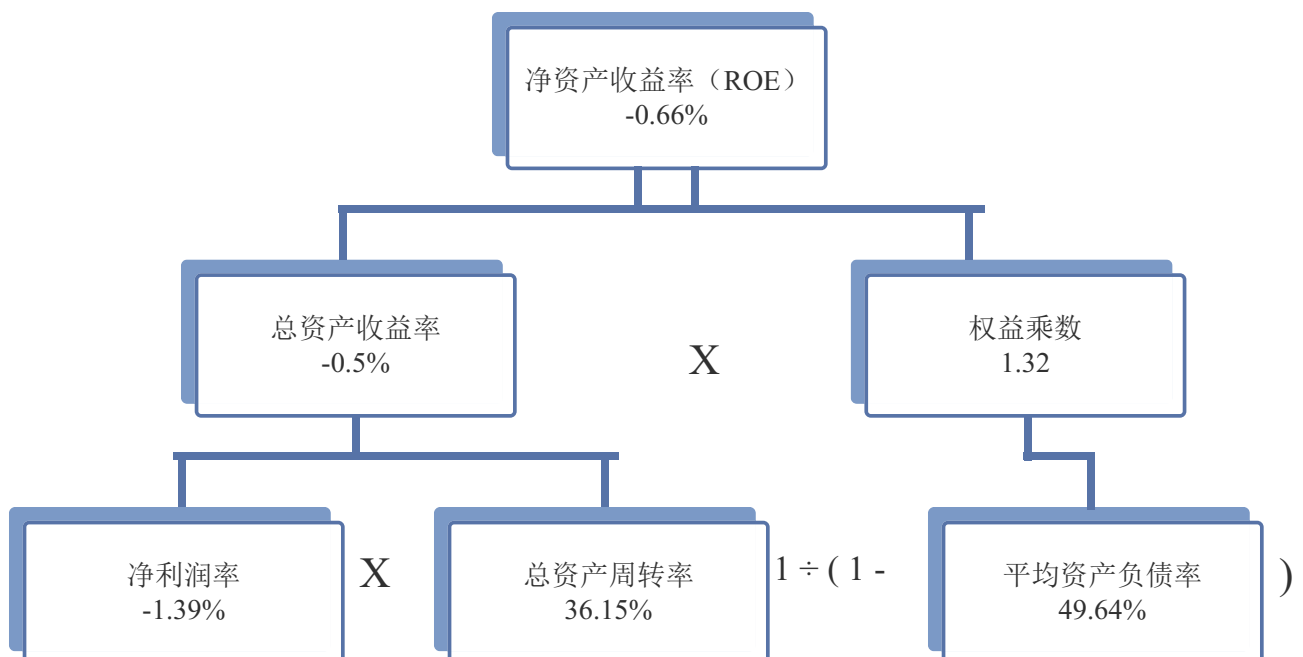 净资产收益率（ROE）
-0.66%
总资产收益率
-0.5%
X
权益乘数
1.32
净利润率
-1.39%
X
总资产周转率
36.15%
1 ÷ ( 1 -
平均资产负债率
49.64%
)